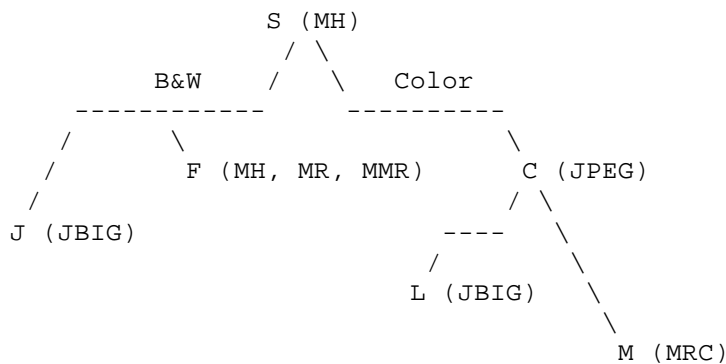 S (MH)
/ \
B&W / \ Color
------------ ----------
/ \ \
/ F (MH, MR, MMR) C (JPEG)
/ / \
J (JBIG) ---- \
/ \
L (JBIG) \
\
M (MRC)